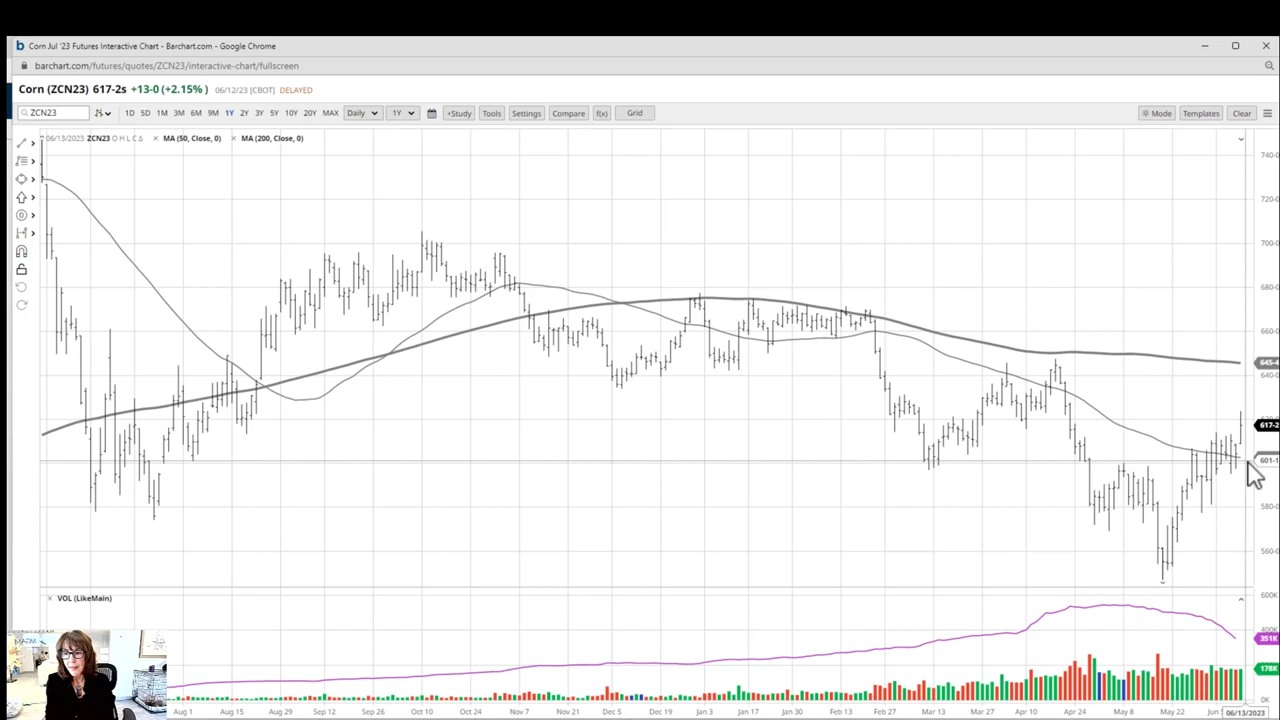 Corn Jul '23 Futures Interactive Chart - Barchart.com - Google Chrome
barchart.com/futures/quotes/ZCN23/interactive-chart/fullscreen
Corn (ZCN23) 617-2s +13-0 (+2.15%) 06/12/23 [CBOT] DELAYED
ZCN23 1D 5D 1M 3M 6M 9M 1Y 2Y 3Y 5Y 10Y 20Y MAX Daily 1Y +Study Tools Settings Compare f(x) Grid Mode Templates Clear
06/13/2023 ZCN23 O H L C Δ MA (50, Close, 0) MA (200, Close, 0)
740-0
720-0
700-0
680-0
660-0
645-4
640-0
617-2
601-1
580-0
560-0
VOL (LikeMain)
600K
351K
178K
0K
Aug 1 Aug 15 Aug 29 Sep 12 Sep 26 Oct 10 Oct 24 Nov 7 Nov 21 Dec 5 Dec 19 Jan 3 Jan 17 Jan 30 Feb 13 Feb 27 Mar 13 Mar 27 Apr 10 Apr 24 May 8 May 22 Jun 06/13/2023